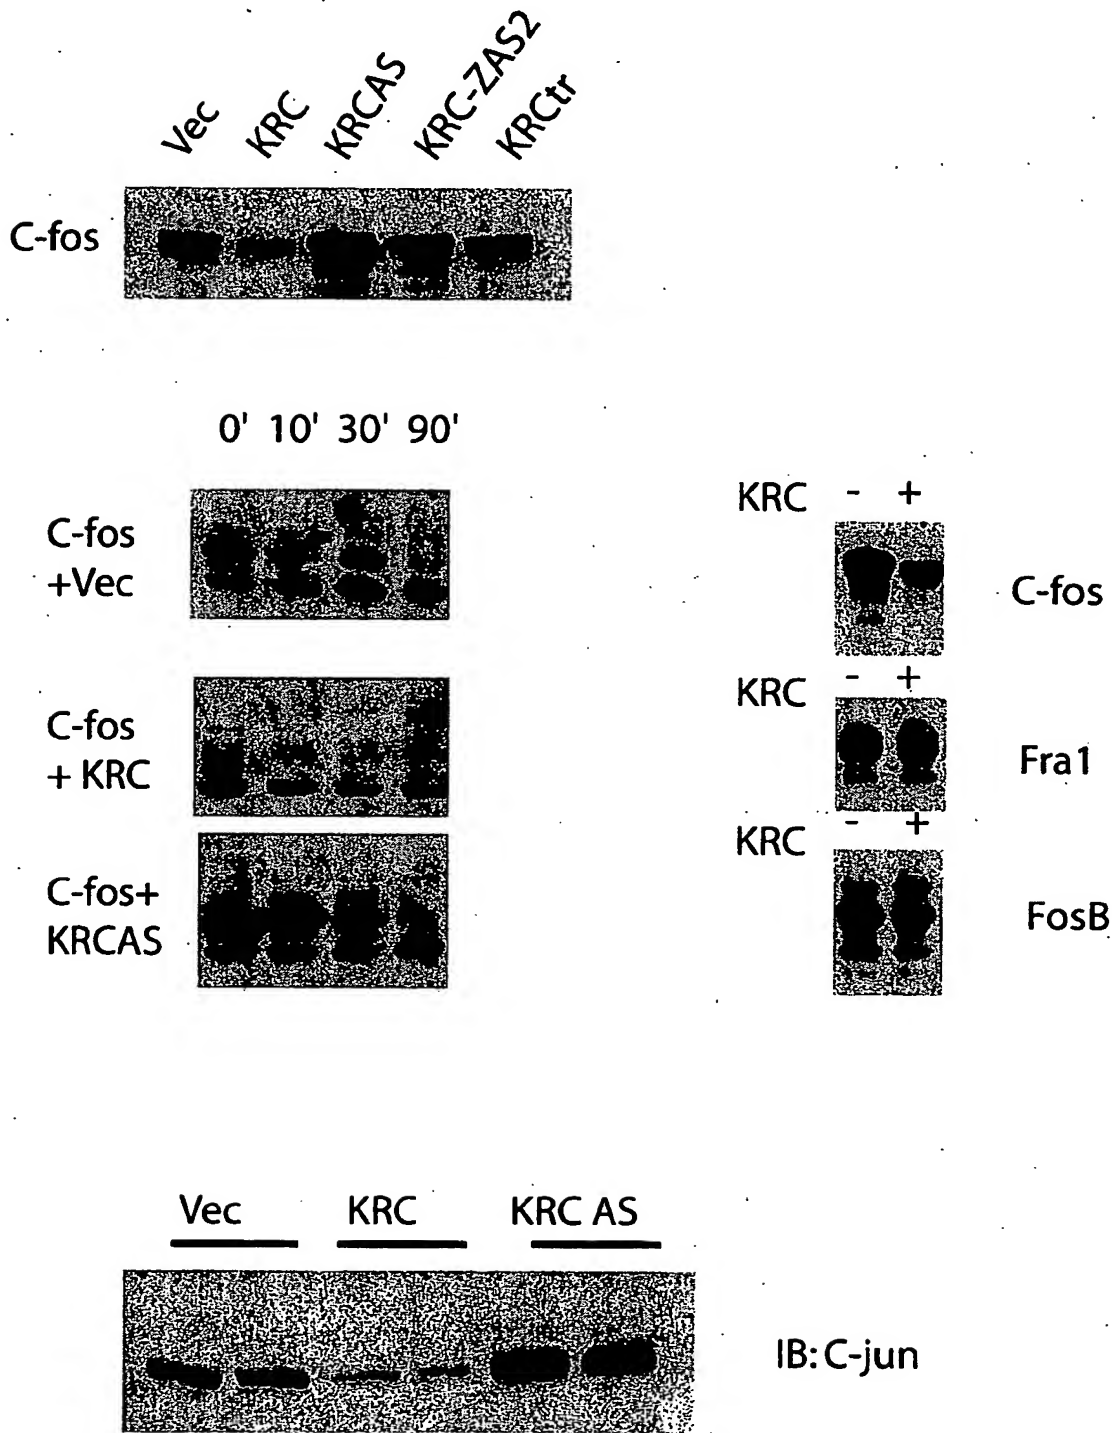 Vec KRC KRCAS KRC-ZAS2 KRCtr
C-fos
0' 10' 30' 90'
C-fos
+Vec
C-fos
+ KRC
C-fos+
KRCAS
KRC - +
C-fos
KRC - +
Fra1
KRC - +
FosB
Vec KRC KRC AS
IB: C-jun